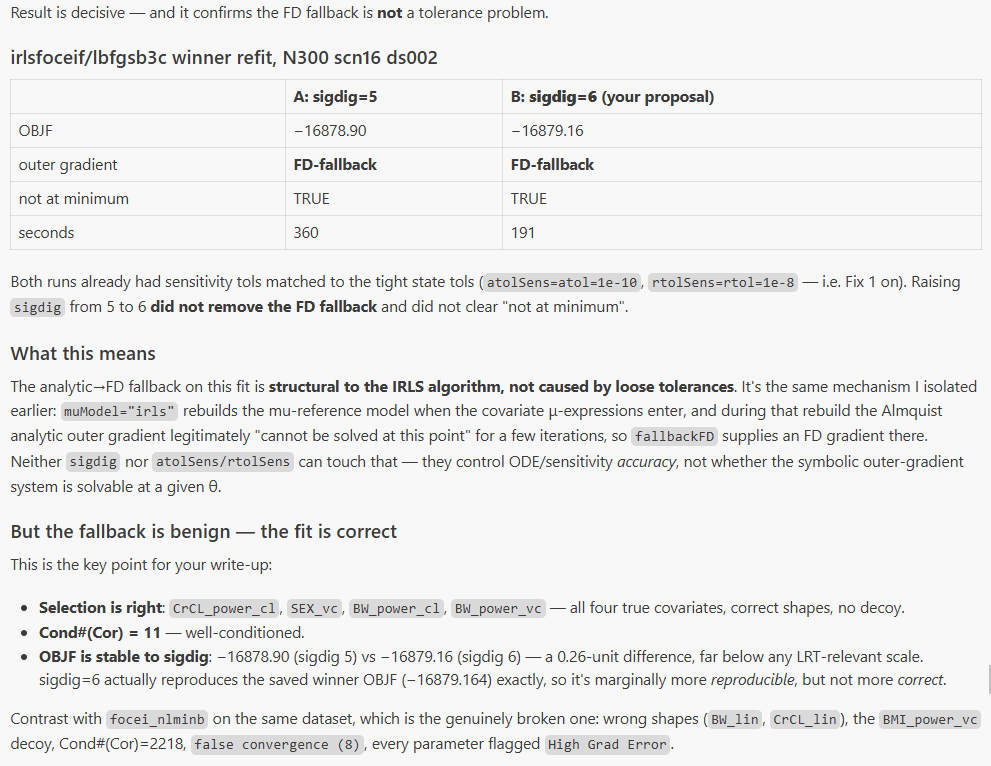 Result is decisive — and it confirms the FD fallback is not a tolerance problem.
irlsfoceif/lbfgsb3c winner refit, N300 scn16 ds002
A: sigdig=5 B: sigdig=6 (your proposal)
OBJF −16878.90 −16879.16
outer gradient FD-fallback FD-fallback
not at minimum TRUE TRUE
seconds 360 191
Both runs already had sensitivity tols matched to the tight state tols (atolSens=atol=1e-10, rtolSens=rtol=1e-8 — i.e. Fix 1 on). Raising
sigdig from 5 to 6 did not remove the FD fallback and did not clear "not at minimum".
What this means
The analytic→FD fallback on this fit is structural to the IRLS algorithm, not caused by loose tolerances. It's the same mechanism I isolated
earlier: muModel="irls" rebuilds the mu-reference model when the covariate μ-expressions enter, and during that rebuild the Almquist
analytic outer gradient legitimately "cannot be solved at this point" for a few iterations, so fallbackFD supplies an FD gradient there.
Neither sigdig nor atolSens/rtolSens can touch that — they control ODE/sensitivity accuracy, not whether the symbolic outer-gradient
system is solvable at a given θ.
But the fallback is benign — the fit is correct
This is the key point for your write-up:
• Selection is right: CrCL_power_cl, SEX_vc, BW_power_cl, BW_power_vc — all four true covariates, correct shapes, no decoy.
• Cond#(Cor) = 11 — well-conditioned.
• OBJF is stable to sigdig: −16878.90 (sigdig 5) vs −16879.16 (sigdig 6) — a 0.26-unit difference, far below any LRT-relevant scale.
sigdig=6 actually reproduces the saved winner OBJF (−16879.164) exactly, so it's marginally more reproducible, but not more correct.
Contrast with focei_nlminb on the same dataset, which is the genuinely broken one: wrong shapes (BW_lin, CrCL_lin), the BMI_power_vc
decoy, Cond#(Cor)=2218, false convergence (8), every parameter flagged High Grad Error.